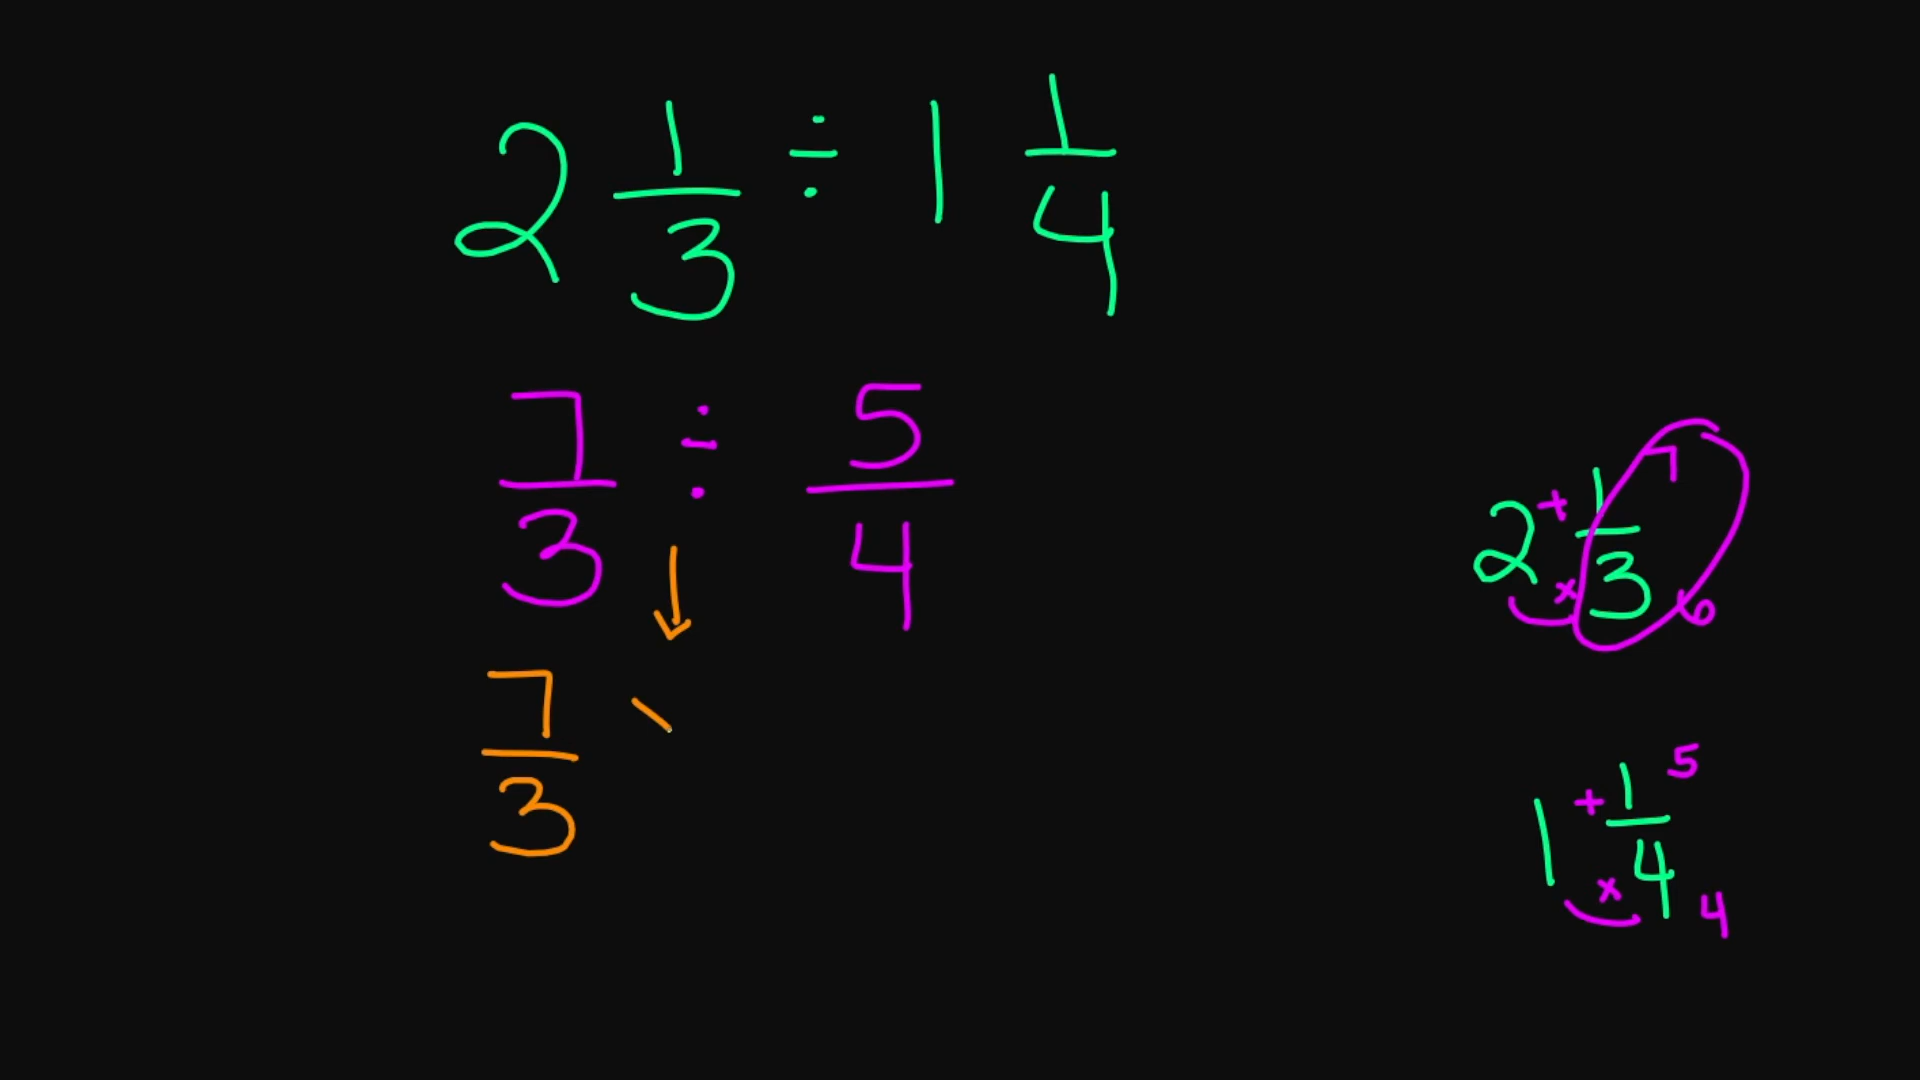 2 1/3 ÷ 1 1/4
7/3 ÷ 5/4
↓
7/3 \
2 + 1/3 7
× 6
1 + 1/4 5
× 4